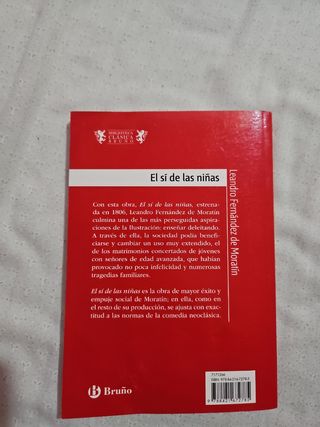 BIBLIOTECA
CLÁSICA
BRUÑO
El sí de las niñas
Leandro Fernández de Moratín
Con esta obra, El sí de las niñas, estrena-
da en 1806, Leandro Fernández de Moratín
culmina una de las más perseguidas aspira-
ciones de la Ilustración: enseñar deleitando.
A través de ella, la sociedad podía benefi-
ciarse y cambiar un uso muy extendido, el
de los matrimonios concertados de jóvenes
con señores de edad avanzada, que ha-
bían provocado no poca infelicidad y numerosas
tragedias familiares.
El sí de las niñas es la obra de mayor éxito y
empuje social de Moratín; en ella, como en
el resto de su producción, se ajusta con exac-
titud a las normas de la comedia neoclásica.
B Bruño